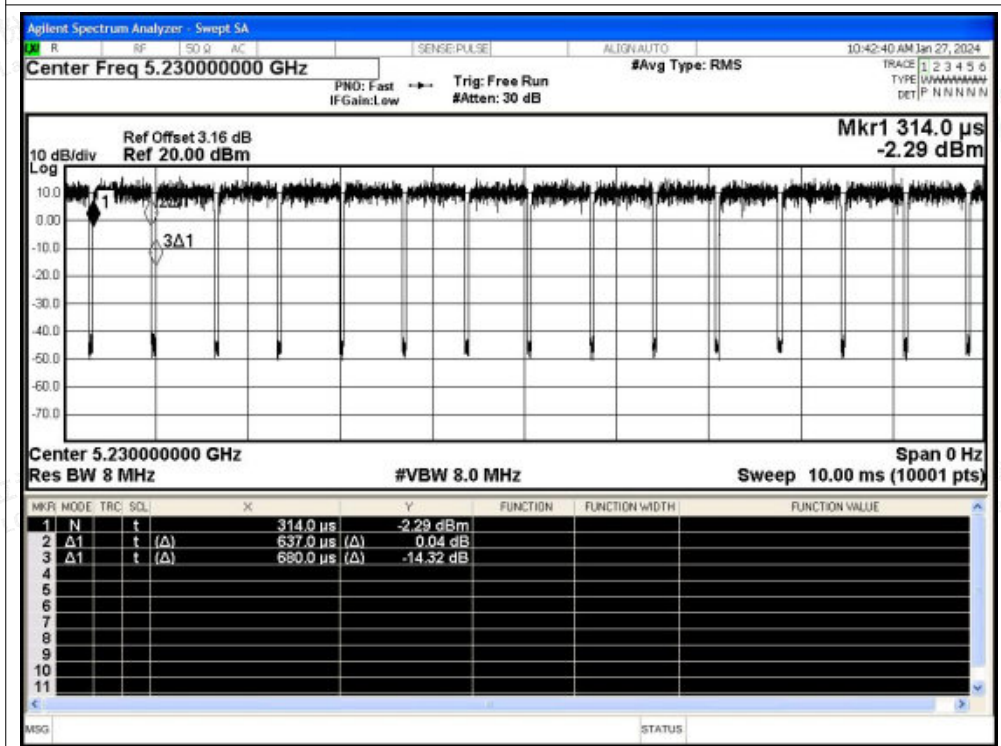 Agilent Spectrum Analyzer - Swept SA
LXI R RF 50 Ω AC SENSE:PULSE ALIGN AUTO 10:42:40 AM Jan 27, 2024
Center Freq 5.230000000 GHz #Avg Type: RMS TRACE 1 2 3 4 5 6
PNO: Fast Trig: Free Run TYPE WWWWWW
IFGain:Low #Atten: 30 dB DET P N N N N N
Mkr1 314.0 µs
Ref Offset 3.16 dB
10 dB/div Ref 20.00 dBm -2.29 dBm
Log
10.0
1
0.00
3Δ1
-10.0
-20.0
-30.0
-40.0
-50.0
-60.0
-70.0
Center 5.230000000 GHz Span 0 Hz
Res BW 8 MHz #VBW 8.0 MHz Sweep 10.00 ms (10001 pts)
MKR MODE TRC SCL X Y FUNCTION FUNCTION WIDTH FUNCTION VALUE
1 N t 314.0 µs -2.29 dBm
2 Δ1 t (Δ) 637.0 µs (Δ) 0.04 dB
3 Δ1 t (Δ) 680.0 µs (Δ) -14.32 dB
4
5
6
7
8
9
10
11
MSG STATUS